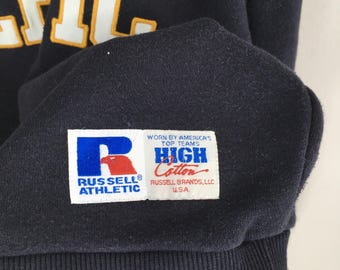 R
RUSSELL®
ATHLETIC
WORN BY AMERICA'S
TOP TEAMS
HIGH
Cotton
RUSSELL BRANDS, LLC
U.S.A.